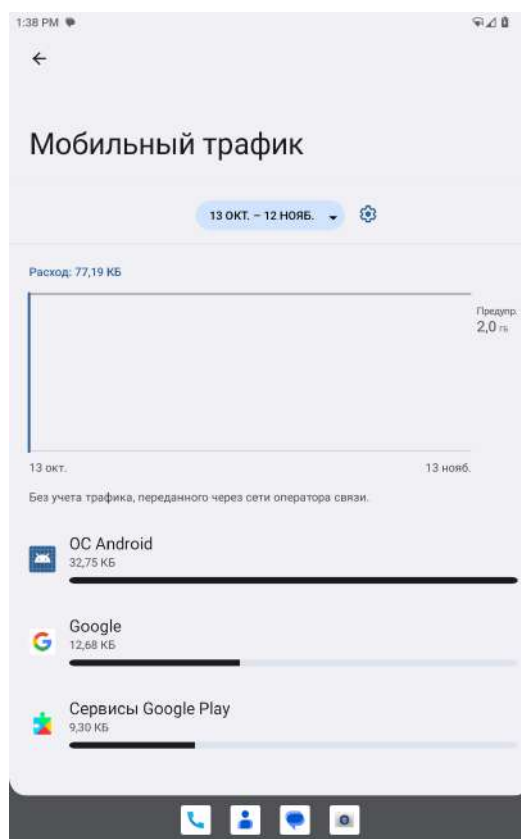 1:38 PM
Мобильный трафик
13 ОКТ. – 12 НОЯБ.
Расход: 77,19 КБ
Предупр.
2,0 ГБ
13 окт.
13 нояб.
Без учета трафика, переданного через сети оператора связи.
ОС Android
32,75 КБ
Google
12,68 КБ
Сервисы Google Play
9,30 КБ